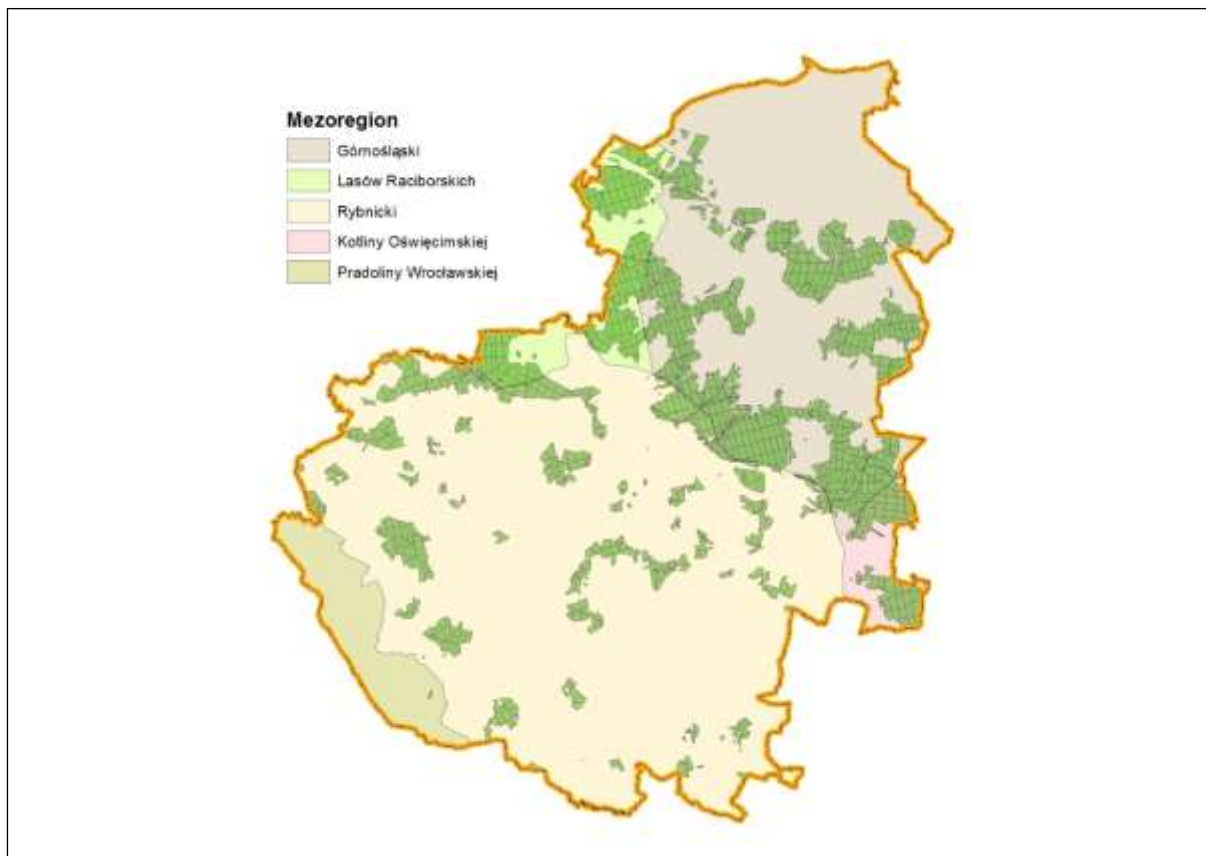 Mezoregion
Górnośląski
Lasów Raciborskich
Rybnicki
Kotliny Oświęcimskiej
Pradoliny Wrocławskiej